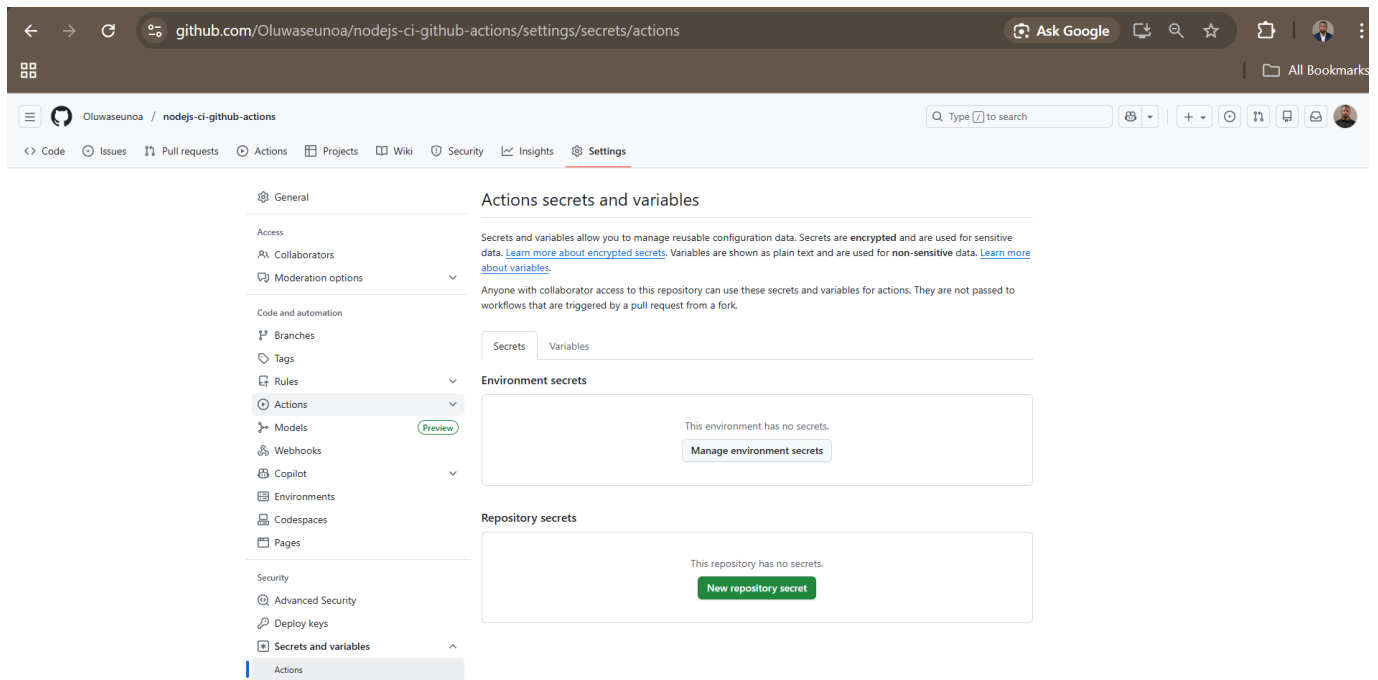 github.com/Oluwaseunoa/nodejs-ci-github-actions/settings/secrets/actions
Ask Google
All Bookmarks
Oluwaseunoa / nodejs-ci-github-actions
Type / to search
Code
Issues
Pull requests
Actions
Projects
Wiki
Security
Insights
Settings
General
Access
Collaborators
Moderation options
Code and automation
Branches
Tags
Rules
Actions
Models
Preview
Webhooks
Copilot
Environments
Codespaces
Pages
Security
Advanced Security
Deploy keys
Secrets and variables
Actions
Actions secrets and variables
Secrets and variables allow you to manage reusable configuration data. Secrets are encrypted and are used for sensitive
data. Learn more about encrypted secrets. Variables are shown as plain text and are used for non-sensitive data. Learn more
about variables.
Anyone with collaborator access to this repository can use these secrets and variables for actions. They are not passed to
workflows that are triggered by a pull request from a fork.
Secrets
Variables
Environment secrets
This environment has no secrets.
Manage environment secrets
Repository secrets
This repository has no secrets.
New repository secret